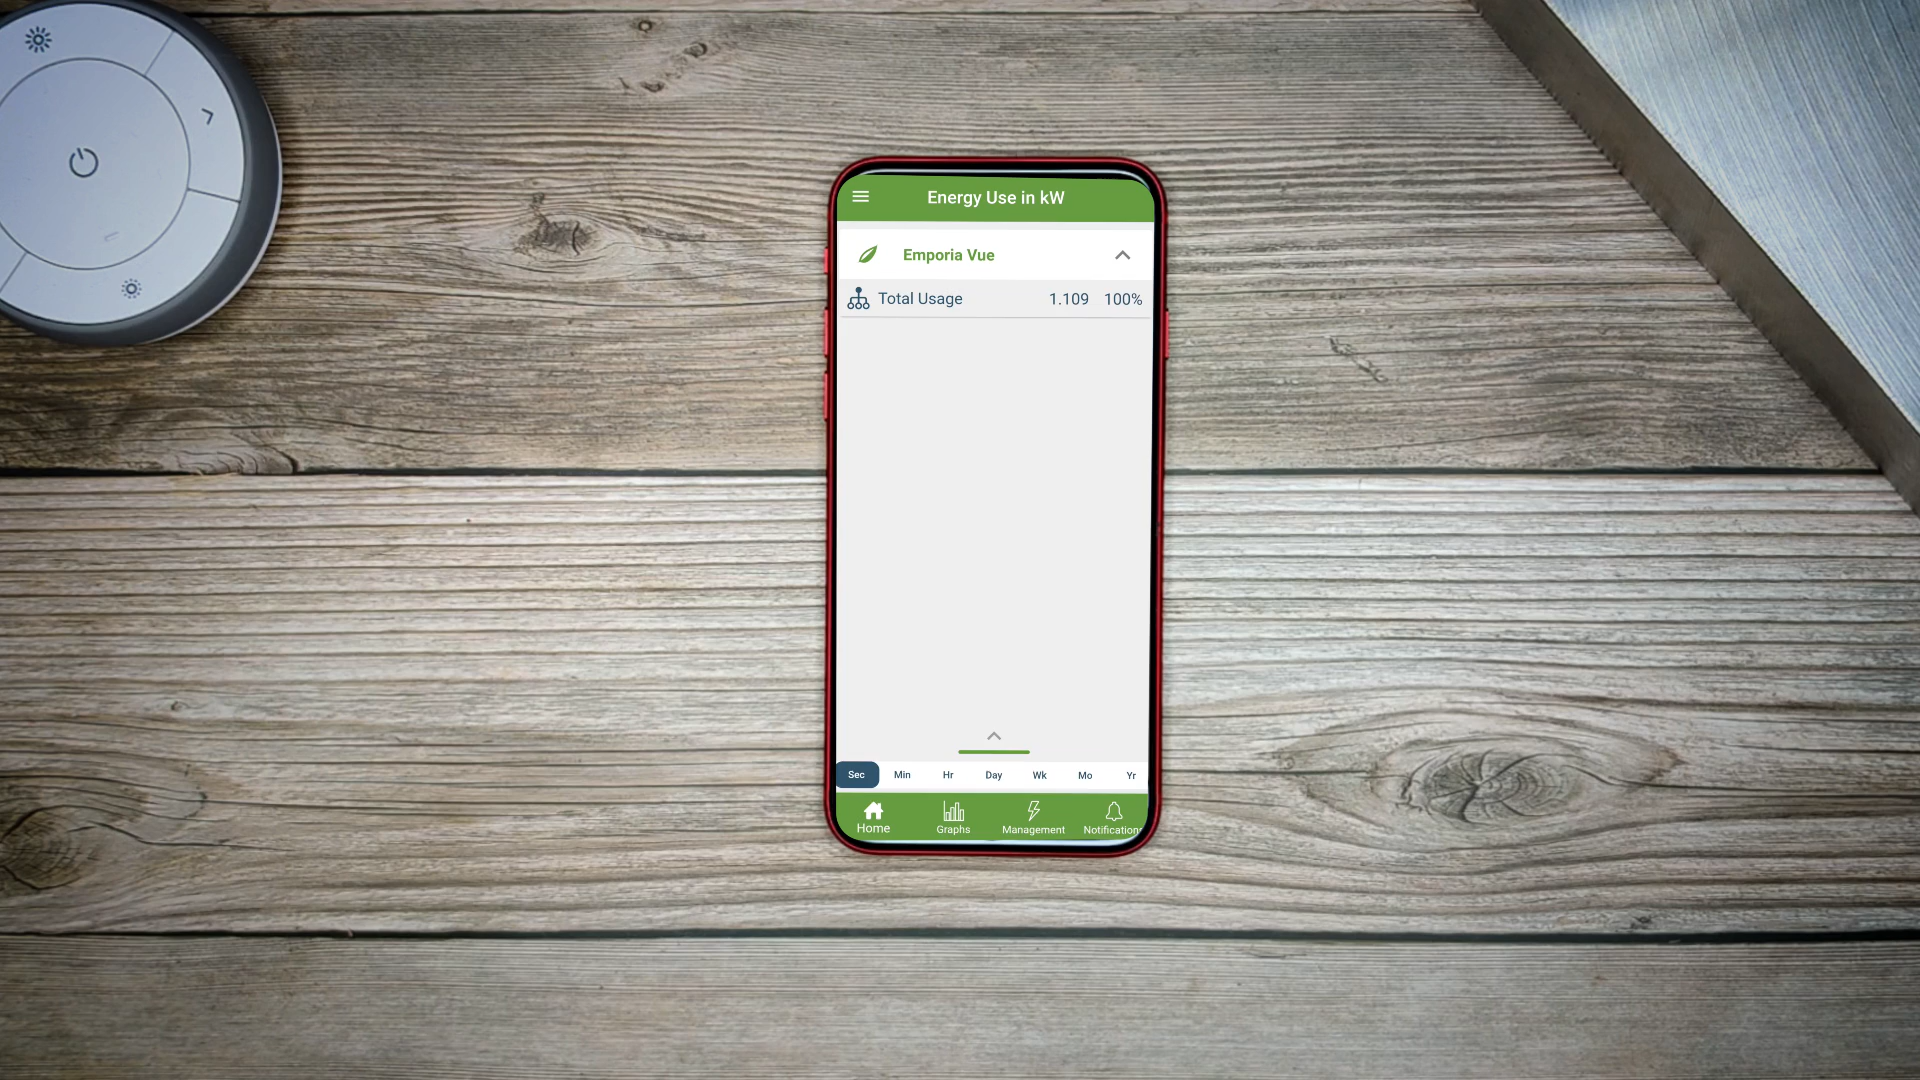 Energy Use in kW
Emporia Vue
Total Usage 1.109 100%
Sec Min Hr Day Wk Mo Yr
Home Graphs Management Notifications